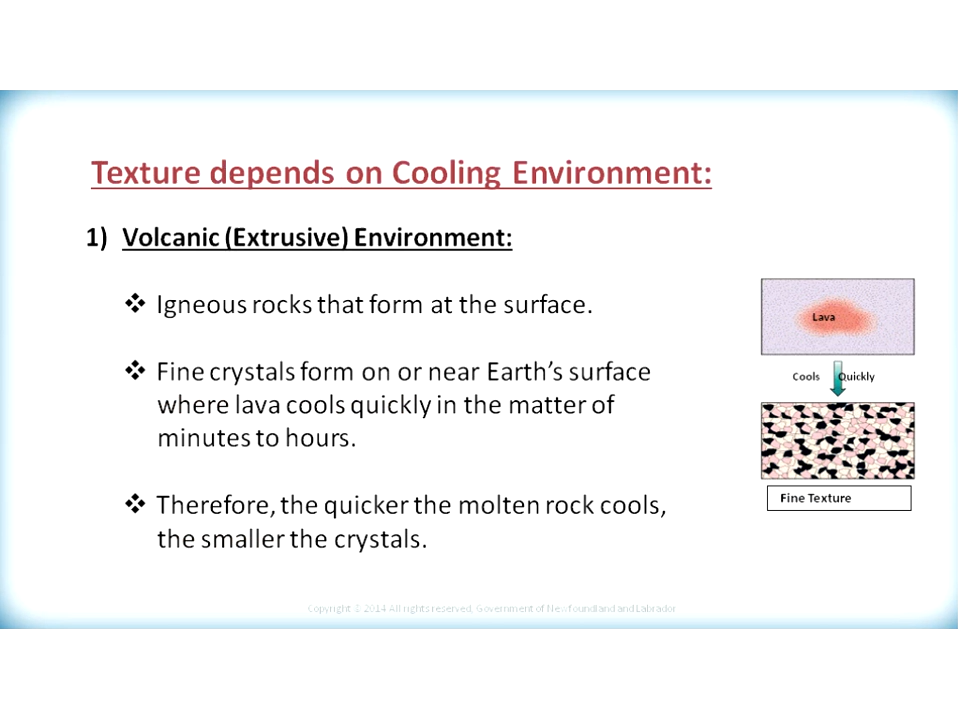 Texture depends on Cooling Environment:
1) Volcanic (Extrusive) Environment:
❖ Igneous rocks that form at the surface.
❖ Fine crystals form on or near Earth's surface
where lava cools quickly in the matter of
minutes to hours.
❖ Therefore, the quicker the molten rock cools,
the smaller the crystals.
Lava
Cools Quickly
Fine Texture
Copyright © 2014 All rights reserved, Government of Newfoundland and Labrador